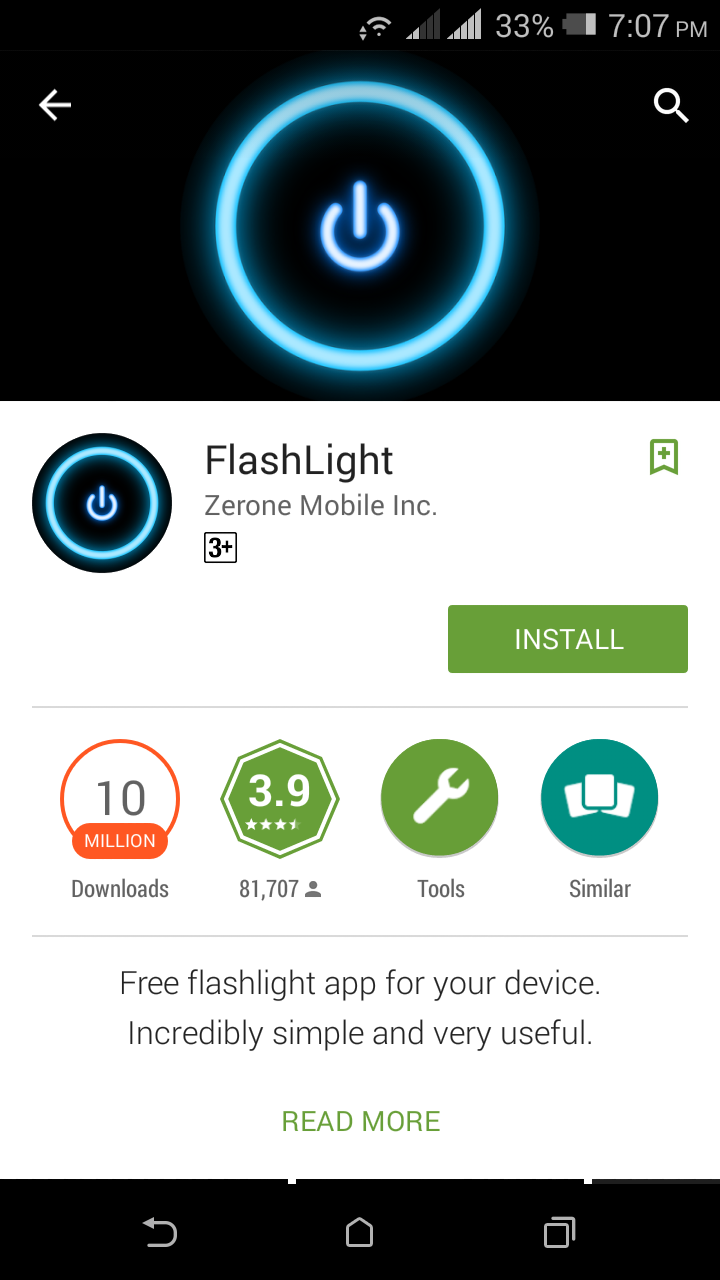 33% 7:07 PM
FlashLight
Zerone Mobile Inc.
3+
INSTALL
10 3.9
MILLION
Downloads 81,707 Tools Similar
Free flashlight app for your device.
Incredibly simple and very useful.
READ MORE